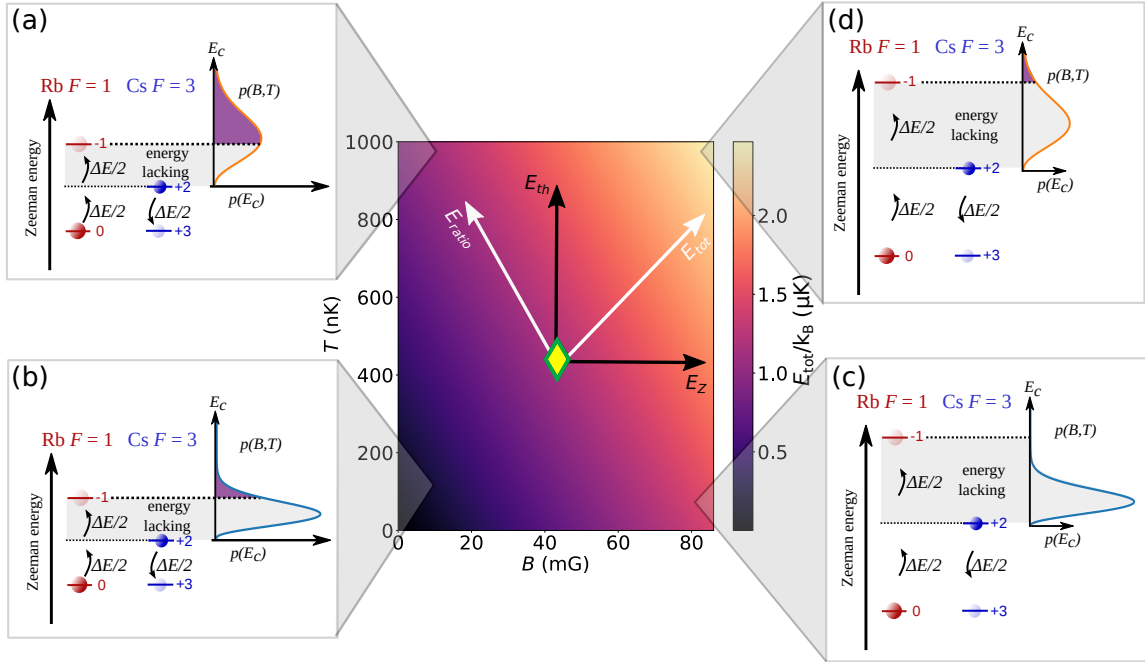 (a)
E_C
Rb F = 1 Cs F = 3
p(B,T)
Zeeman energy
-1
energy
lacking
ΔE/2
+2
p(E_C)
ΔE/2
ΔE/2
0
+3
(d)
E_C
Rb F = 1 Cs F = 3
p(B,T)
Zeeman energy
-1
energy
lacking
ΔE/2
+2
p(E_C)
ΔE/2
ΔE/2
0
+3
1000
800
600
400
200
0
T (nK)
0
20
40
60
80
B (mG)
E_th
E_ratio
E_tot
E_Z
2.0
1.5
1.0
0.5
E_tot/k_B (μK)
(b)
E_C
Rb F = 1 Cs F = 3
p(B,T)
Zeeman energy
-1
energy
lacking
ΔE/2
+2
p(E_C)
ΔE/2
ΔE/2
0
+3
(c)
E_C
Rb F = 1 Cs F = 3
p(B,T)
Zeeman energy
-1
energy
lacking
ΔE/2
+2
p(E_C)
ΔE/2
ΔE/2
0
+3